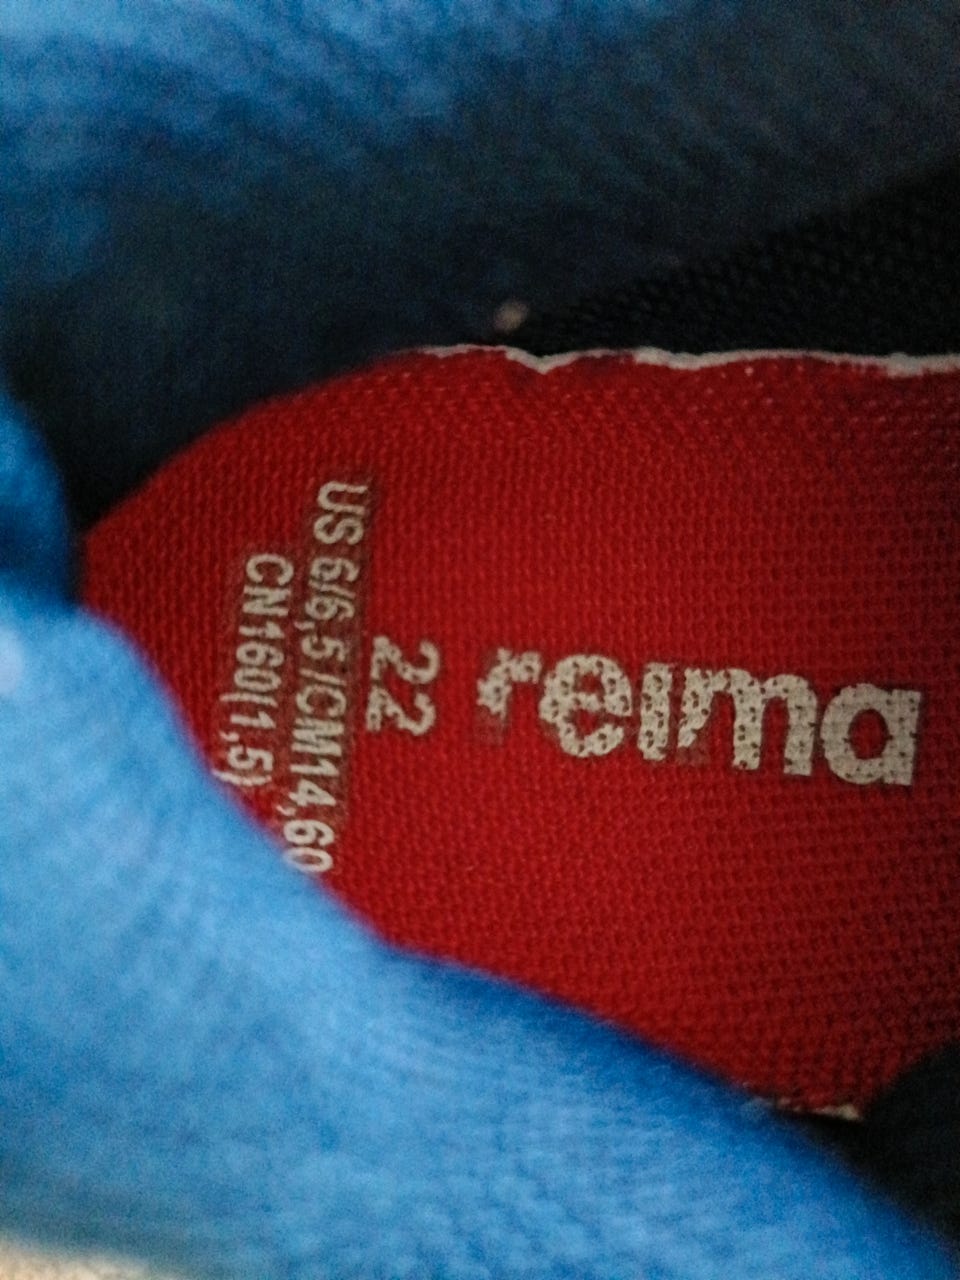 reima
22
US 6/6,5/CM14,60
CN160(1,5)